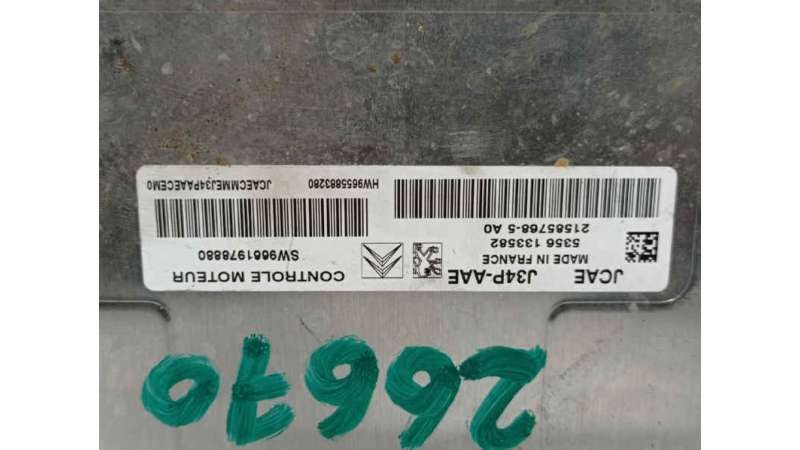 JCAE
J34P-AAE
MADE IN FRANCE
5356 133582
21585768-5 A0
CONTROLE MOTEUR
SW9661978880
HW9655883280
JCAECMMEJ34PAAECEM0
26670